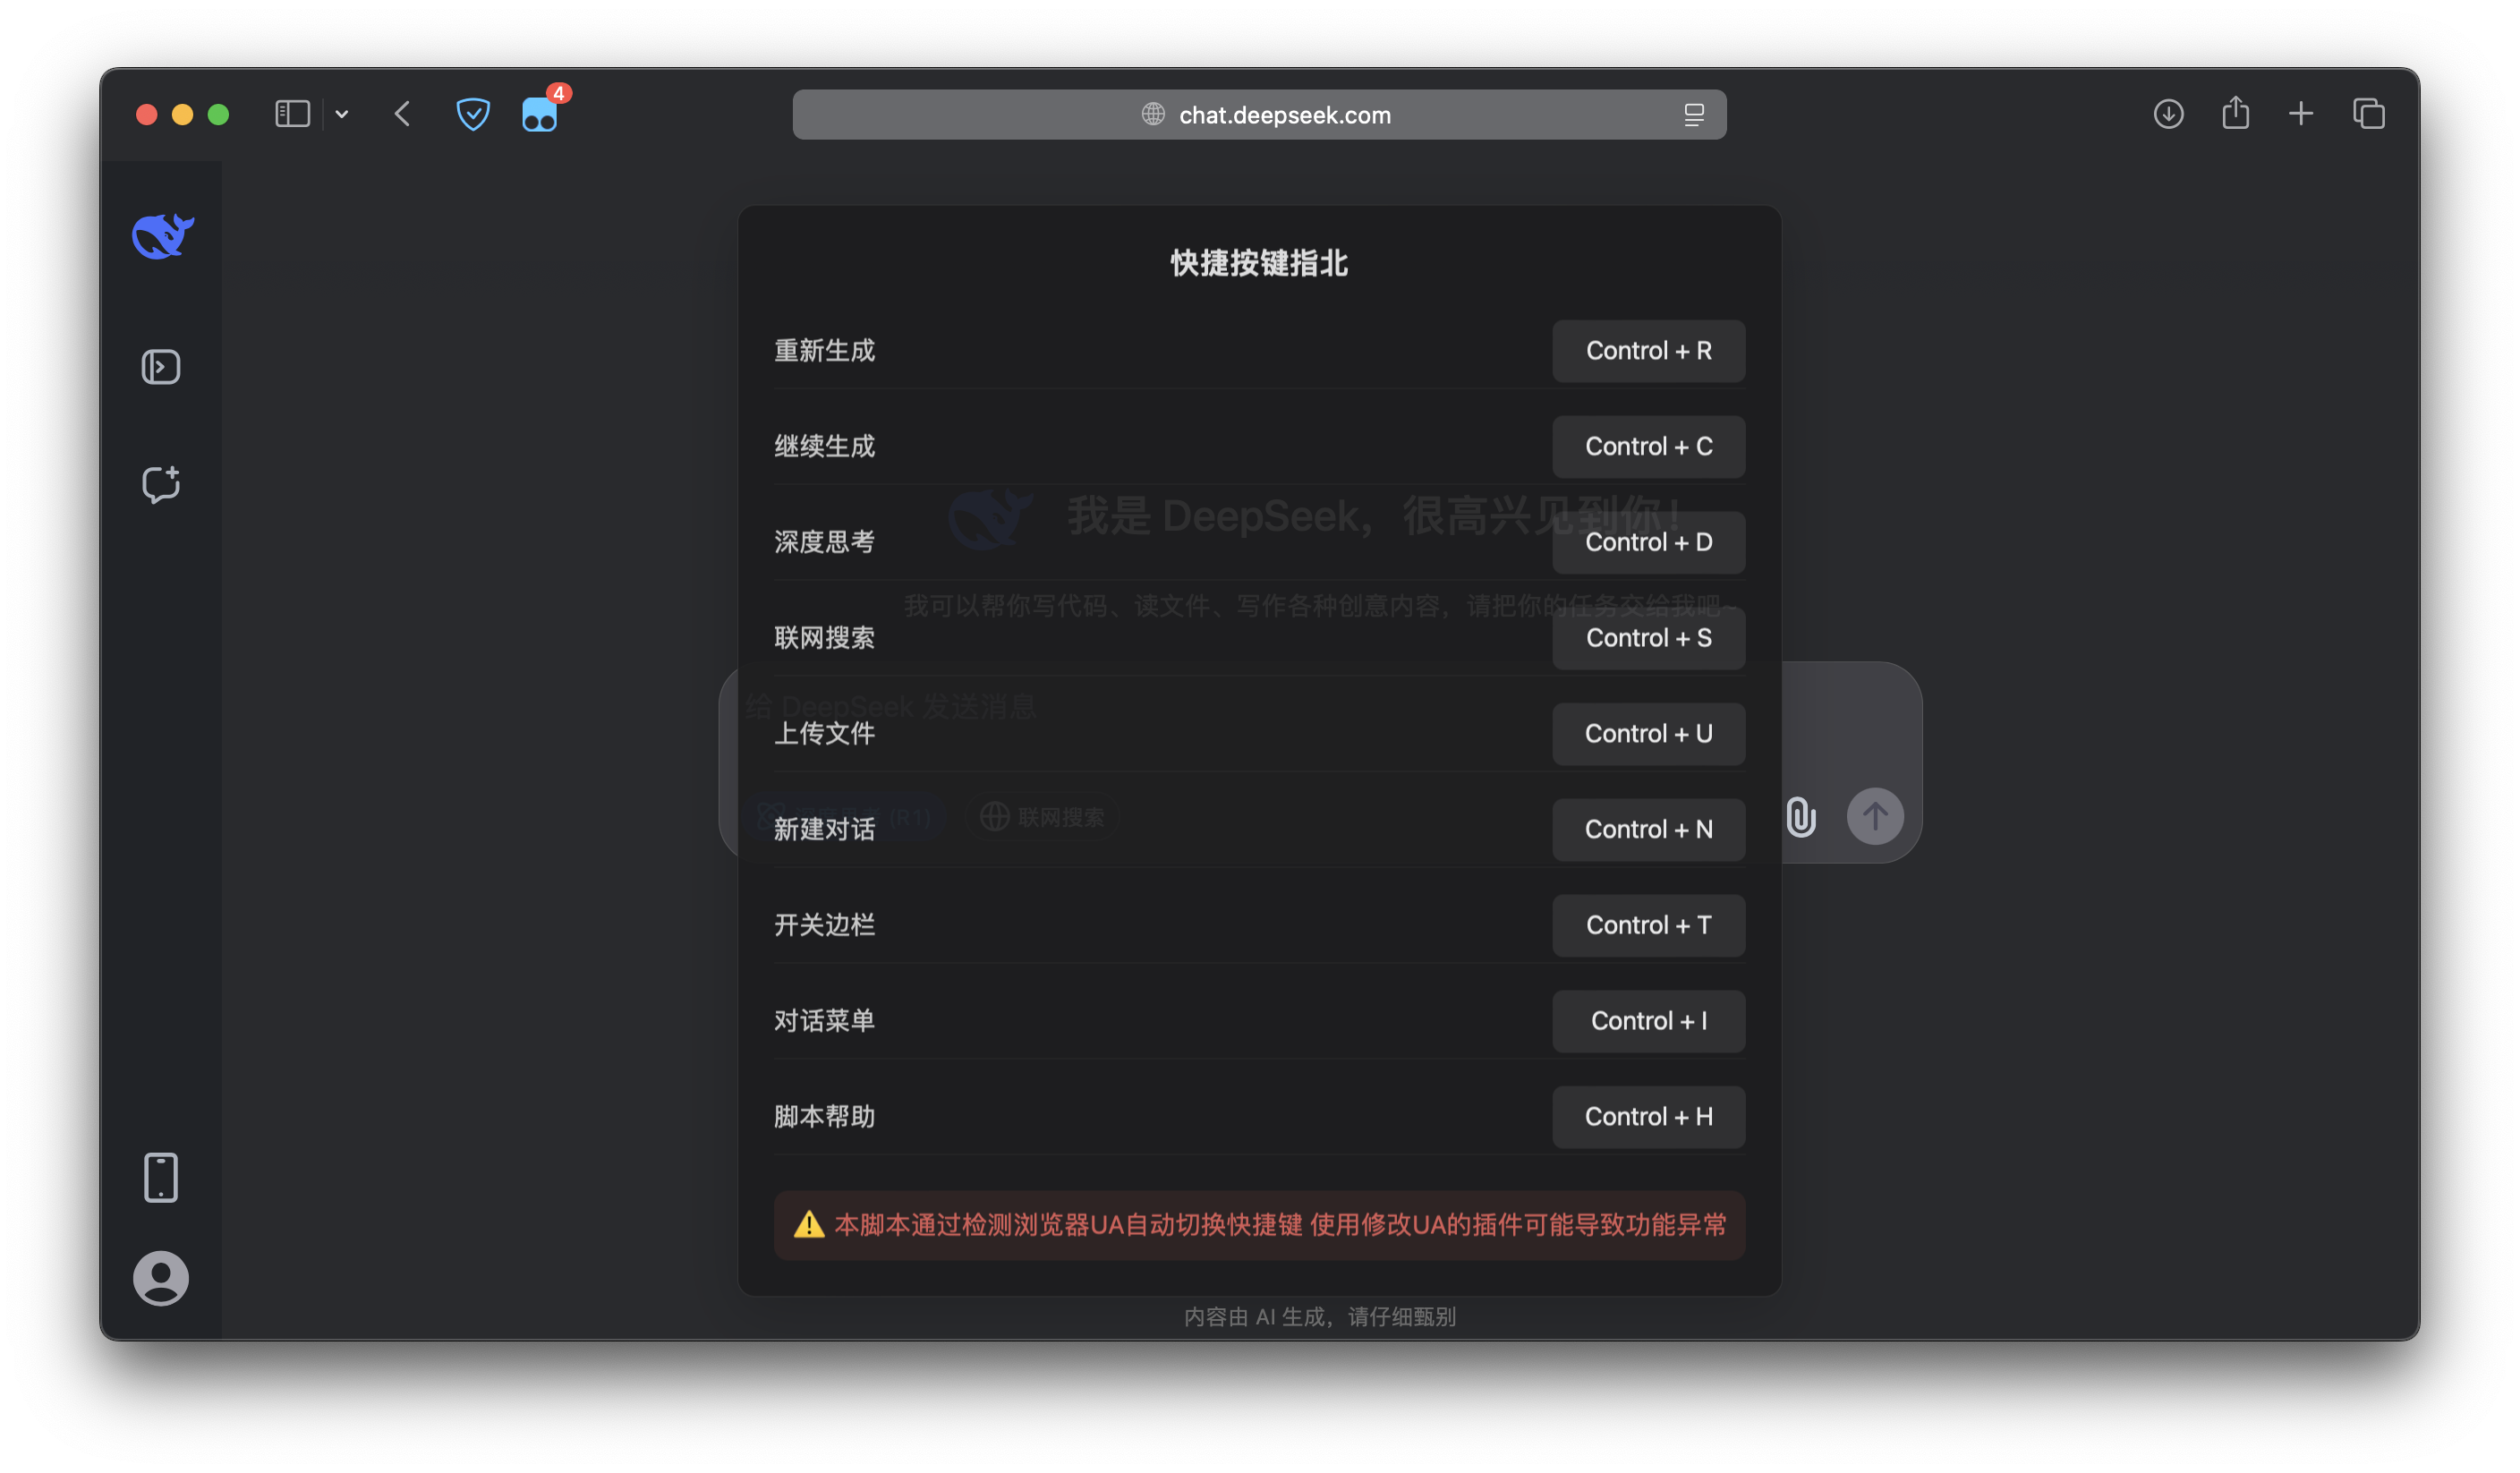 4
chat.deepseek.com
快捷按键指北
重新生成 Control + R
继续生成 Control + C
我是 DeepSeek，很高兴见到你！
深度思考 Control + D
我可以帮你写代码、读文件、写作各种创意内容，请把你的任务交给我吧~
联网搜索 Control + S
给 DeepSeek 发送消息
上传文件 Control + U
(R1) 联网搜索
新建对话 Control + N
开关边栏 Control + T
对话菜单 Control + I
脚本帮助 Control + H
本脚本通过检测浏览器UA自动切换快捷键 使用修改UA的插件可能导致功能异常
内容由 AI 生成，请仔细甄别